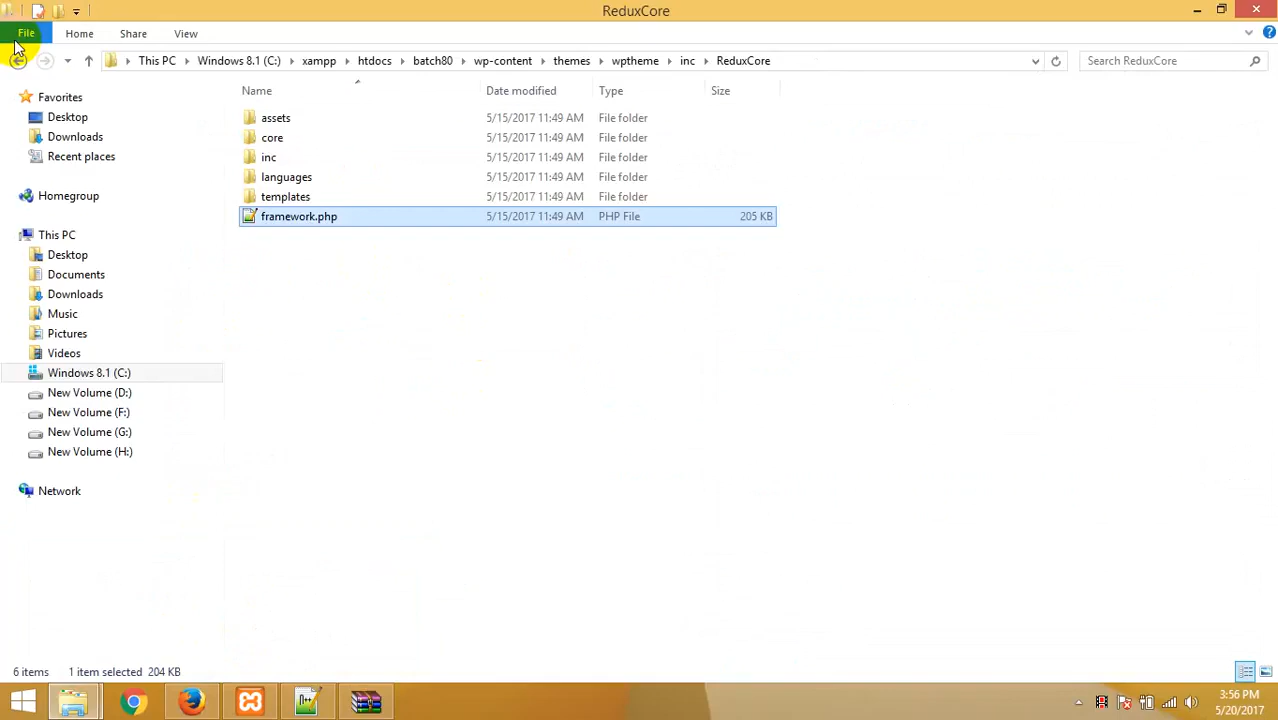 ReduxCore
File Home Share View
This PC Windows 8.1 (C:) xampp htdocs batch80 wp-content themes wptheme inc ReduxCore Search ReduxCore
Name Date modified Type Size
Favorites
Desktop
Downloads
Recent places
Homegroup
This PC
Desktop
Documents
Downloads
Music
Pictures
Videos
Windows 8.1 (C:)
New Volume (D:)
New Volume (F:)
New Volume (G:)
New Volume (H:)
Network
assets 5/15/2017 11:49 AM File folder
core 5/15/2017 11:49 AM File folder
inc 5/15/2017 11:49 AM File folder
languages 5/15/2017 11:49 AM File folder
templates 5/15/2017 11:49 AM File folder
framework.php 5/15/2017 11:49 AM PHP File 205 KB
6 items 1 item selected 204 KB
3:56 PM
5/20/2017